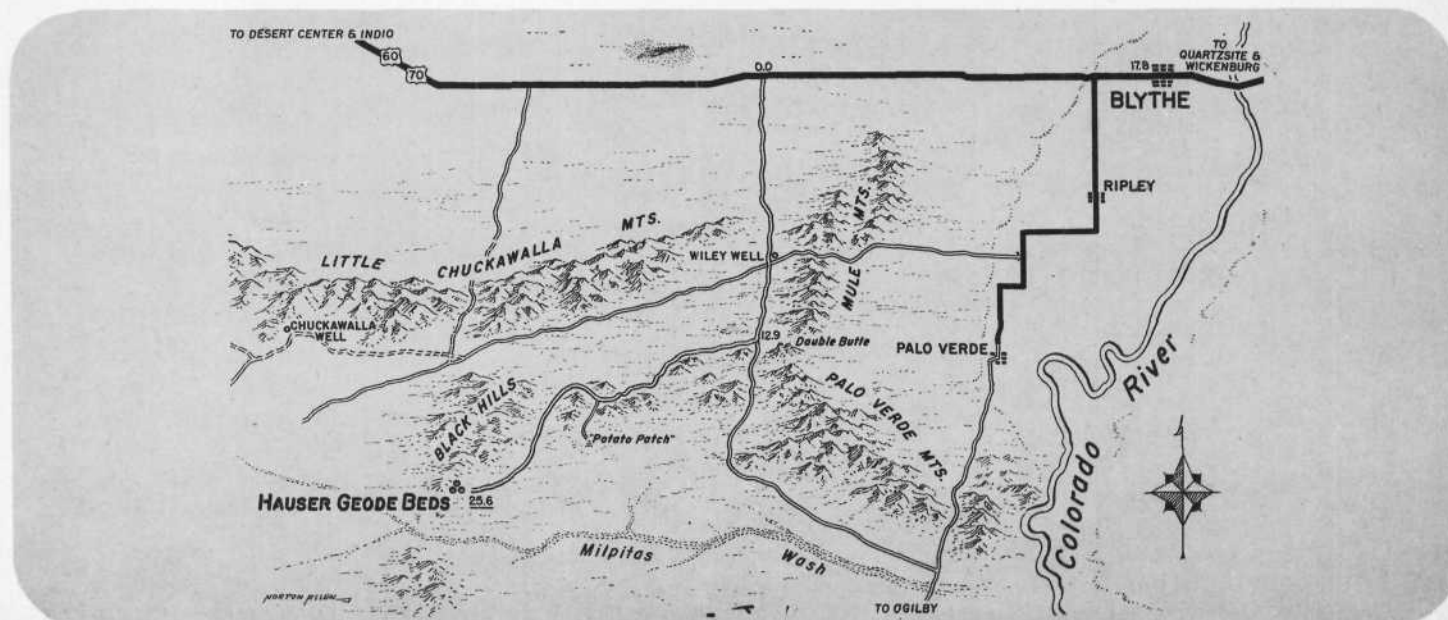 TO DESERT CENTER & INDIO
60
70
0.0
TO
QUARTZSITE &
WICKENBURG
17.8
BLYTHE
RIPLEY
LITTLE CHUCKAWALLA MTS.
WILEY WELL
MULE MTS.
CHUCKAWALLA
WELL
12.9
Double Butte
PALO VERDE
BLACK HILLS
"Potato Patch"
PALO VERDE MTS.
Colorado River
HAUSER GEODE BEDS
25.6
Milpitas Wash
NORTON ALLEN
TO OGILBY